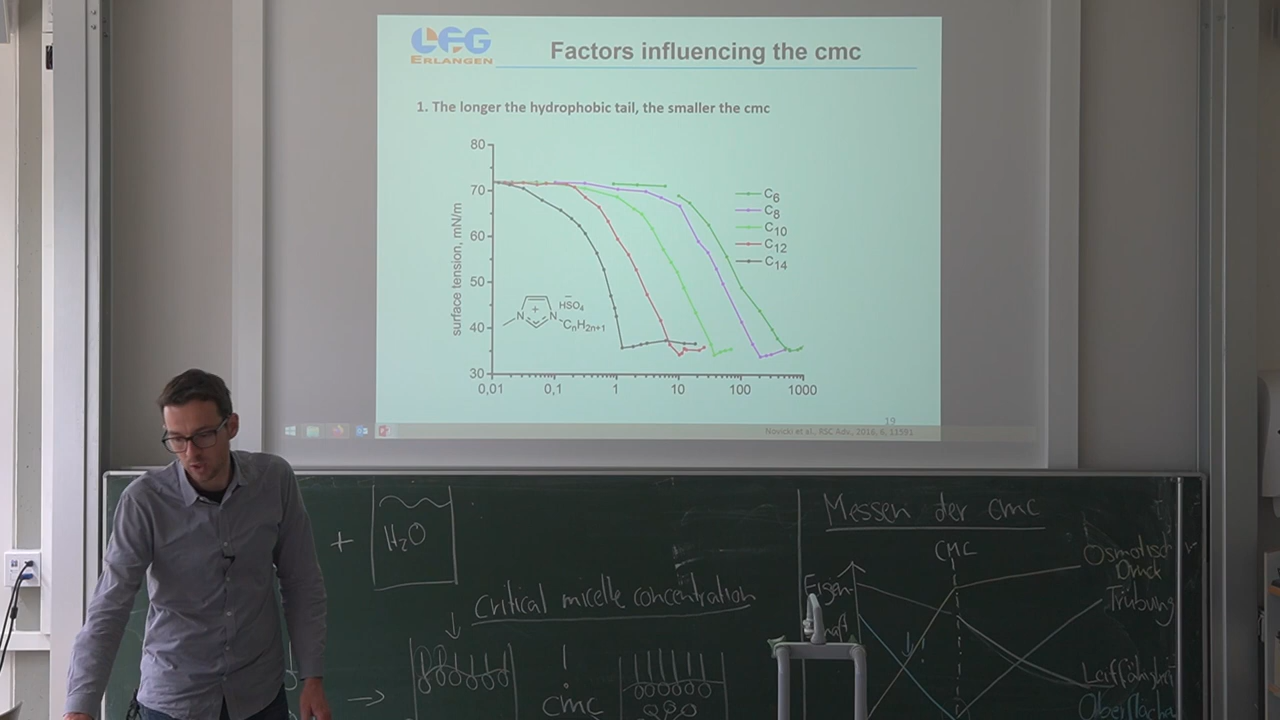 LFG
ERLANGEN
Factors influencing the cmc
1. The longer the hydrophobic tail, the smaller the cmc
80
70
60
50
40
30
surface tension, mN/m
0,01 0,1 1 10 100 1000
C6
C8
C10
C12
C14
HSO4−
N + N
CnH2n+1
19
Novicki et al., RSC Adv., 2016, 6, 11591
+ H2O
critical micelle concentration
! cmc
Messen der cmc
CMC
Eigen-
Osmotisch
Druck
Trübung
Leitfähigkeit